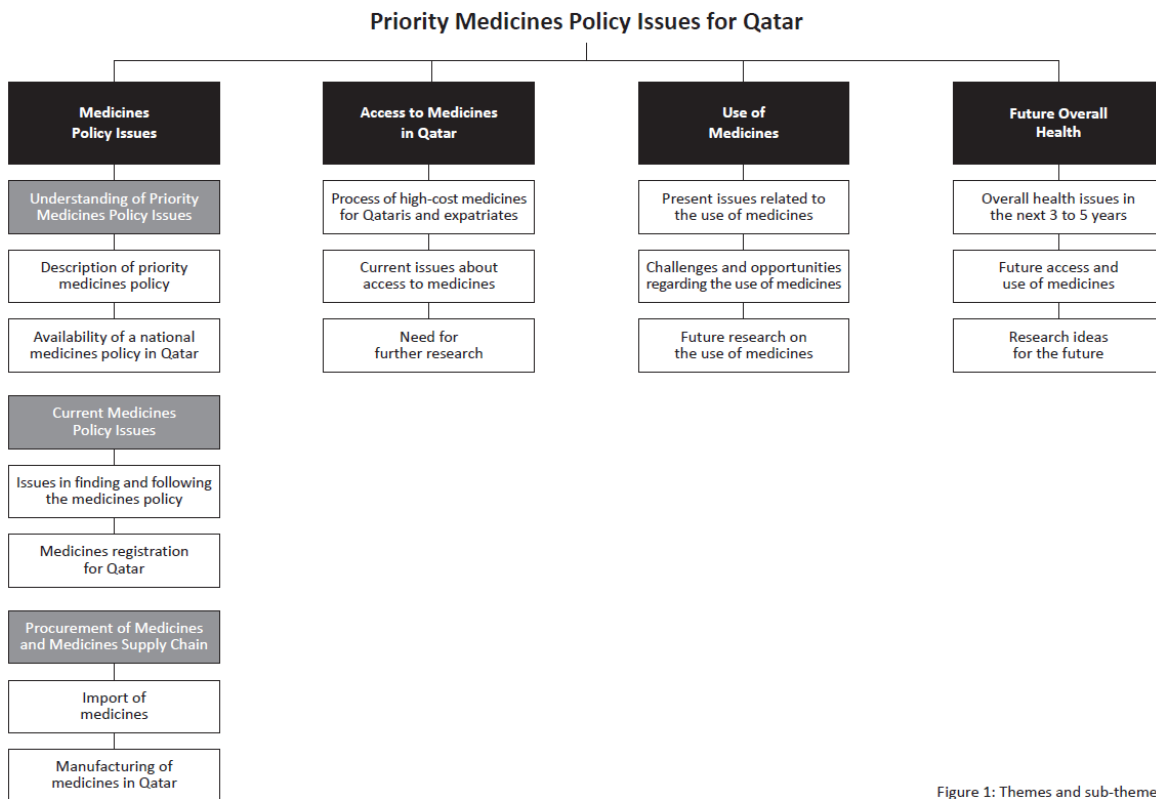 Priority Medicines Policy Issues for Qatar
Medicines
Policy Issues
Understanding of Priority
Medicines Policy Issues
Description of priority
medicines policy
Availability of a national
medicines policy in Qatar
Current Medicines
Policy Issues
Issues in finding and following
the medicines policy
Medicines registration
for Qatar
Procurement of Medicines
and Medicines Supply Chain
Import of
medicines
Manufacturing of
medicines in Qatar
Access to Medicines
in Qatar
Process of high-cost medicines
for Qataris and expatriates
Current issues about
access to medicines
Need for
further research
Use of
Medicines
Present issues related to
the use of medicines
Challenges and opportunities
regarding the use of medicines
Future research on
the use of medicines
Future Overall
Health
Overall health issues in
the next 3 to 5 years
Future access and
use of medicines
Research ideas
for the future
Figure 1: Themes and sub-theme